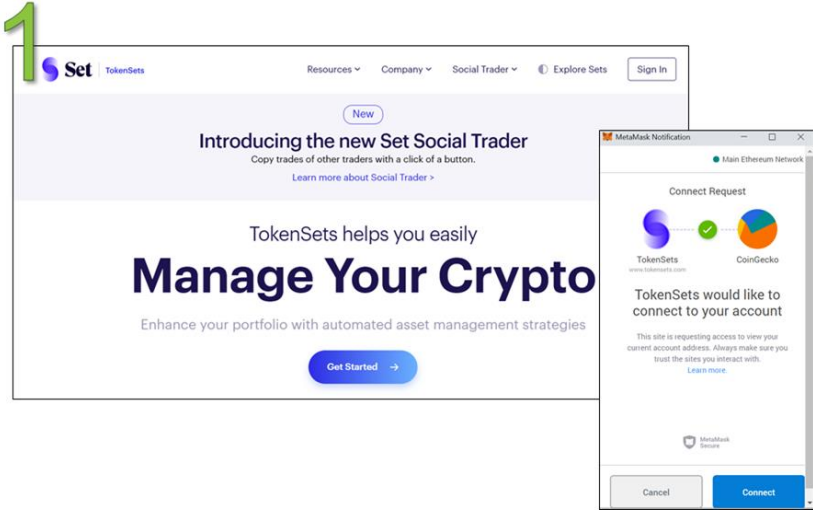 1
Set TokenSets Resources Company Social Trader Explore Sets Sign In
New
Introducing the new Set Social Trader
Copy trades of other traders with a click of a button.
Learn more about Social Trader >
TokenSets helps you easily
Manage Your Crypto
Enhance your portfolio with automated asset management strategies
Get Started →
MetaMask Notification
Main Ethereum Network
Connect Request
TokenSets CoinGecko
www.tokensets.com
TokenSets would like to
connect to your account
This site is requesting access to view your
current account address. Always make sure you
trust the sites you interact with.
Learn more.
MetaMask
Secure
Cancel Connect